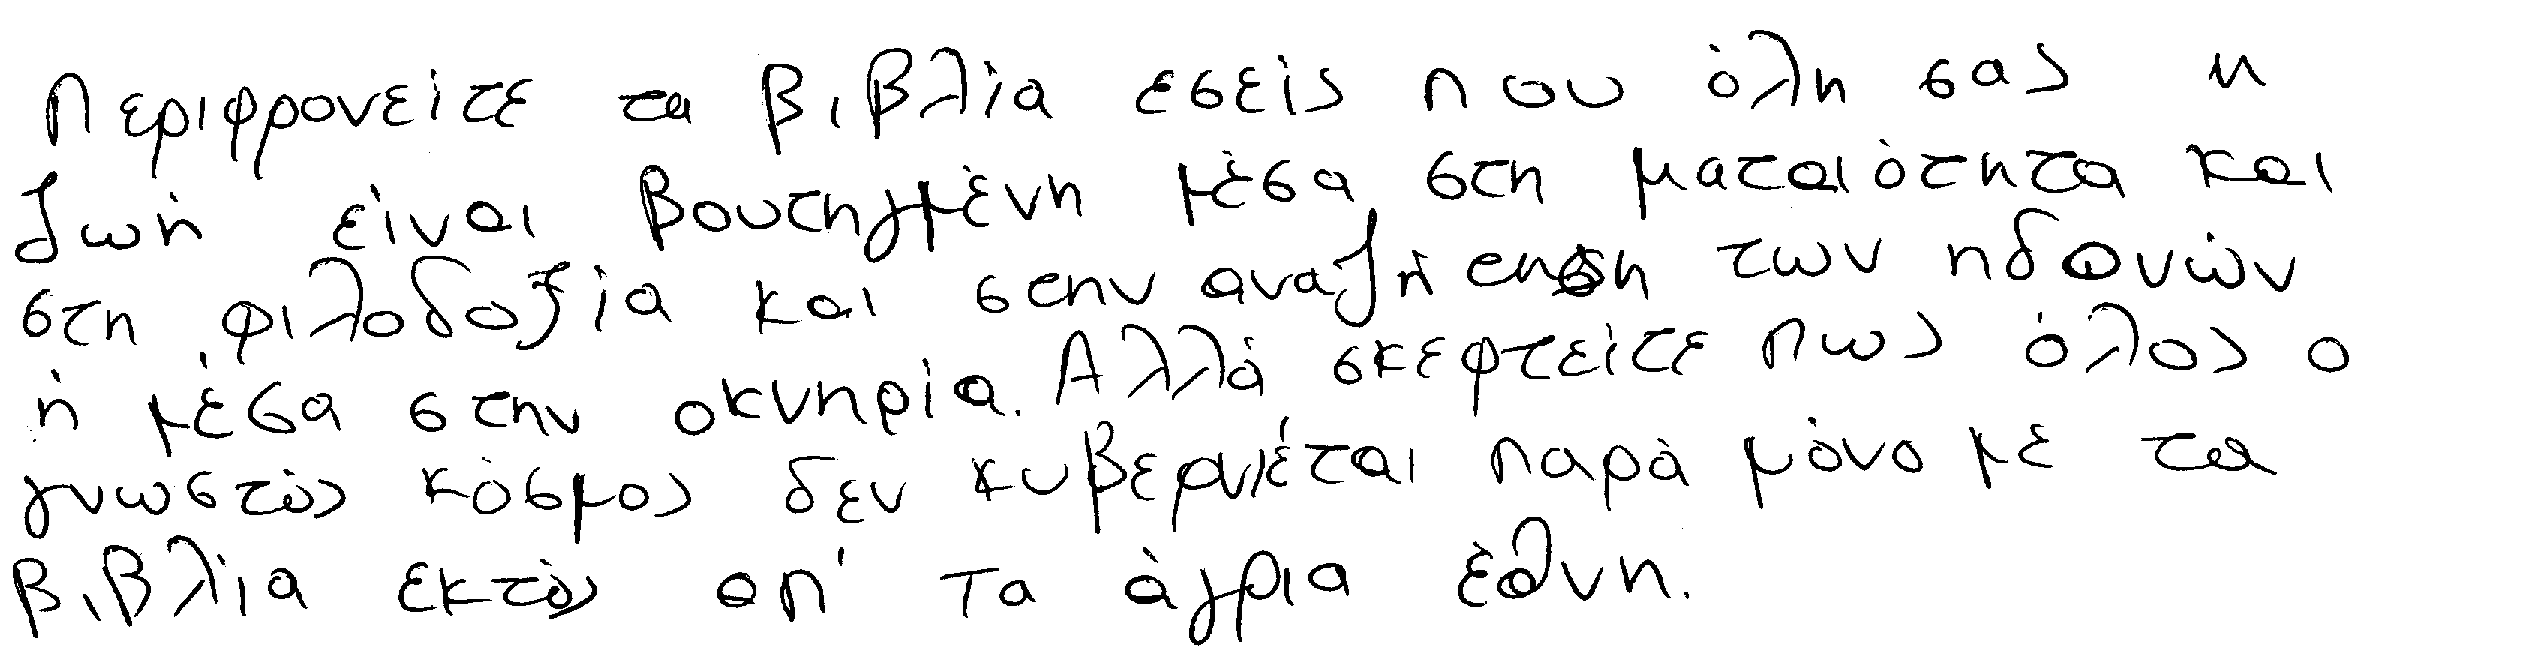 Περιφρονείτε τα βιβλία εσείς που όλη σας η
ζωή είναι βουτηγμένη μέσα στη ματαιότητα και
στη φιλοδοξία και στην αναζήτηση των ηδονών
ή μέσα στην οκνηρία. Αλλά σκεφτείτε πως όλος ο
γνωστός κόσμος δεν κυβερνιέται παρά μόνο με τα
βιβλία εκτός απ' τα άγρια έθνη.